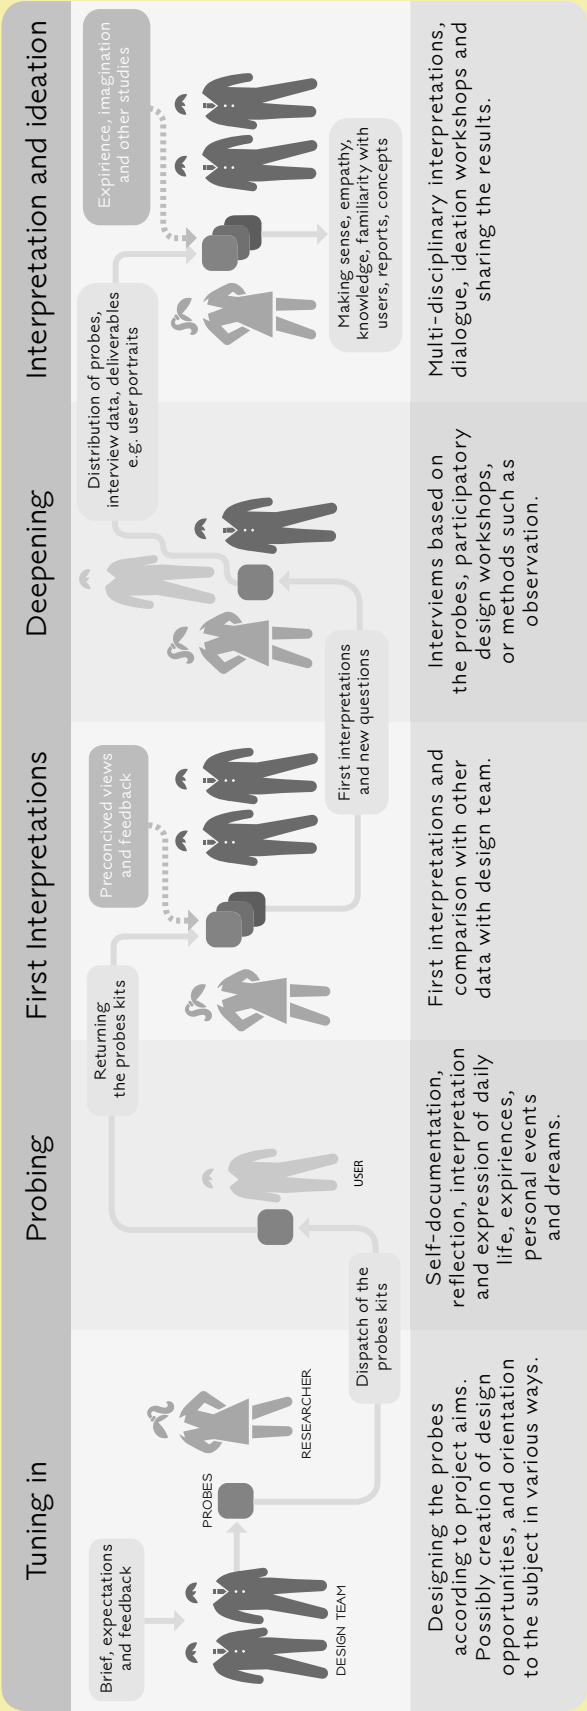 Tuning in
Brief, expectations
and feedback
DESIGN TEAM
PROBES
RESEARCHER
Dispatch of the
probes kits
Designing the probes
according to project aims.
Possibly creation of design
opportunities, and orientation
to the subject in various ways.
Probing
USER
Returning
the probes kits
Self-documentation,
reflection, interpretation
and expression of daily
life, expiriences,
personal events
and dreams.
First Interpretations
Preconcived views
and feedback
First interpretations
and new questions
First interpretations and
comparison with other
data with design team.
Deepening
Distribution of probes,
interview data, deliverables
e.g. user portraits
Interviems based on
the probes, participatory
design workshops,
or methods such as
observation.
Interpretation and ideation
Expirience, imagination
and other studies
Making sense, empathy,
knowledge, familiarity with
users, reports, concepts
Multi-disciplinary interpretations,
dialogue, ideation workshops and
sharing the results.